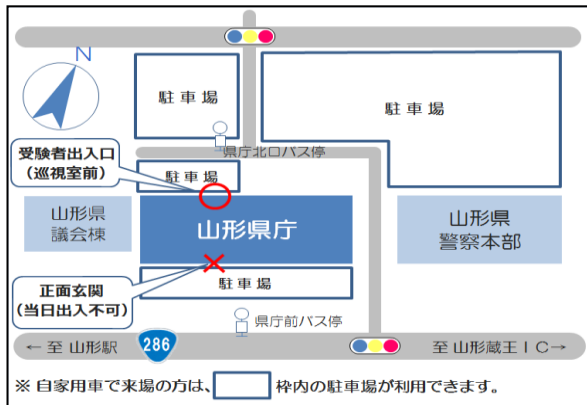 N
駐車場
駐車場
県庁北口バス停
受験者出入口
(巡視室前)
駐車場
山形県
議会棟
山形県庁
山形県
警察本部
正面玄関
(当日出入不可)
駐車場
県庁前バス停
← 至 山形駅
286
至 山形蔵王ＩＣ→
※ 自家用車で来場の方は、 枠内の駐車場が利用できます。